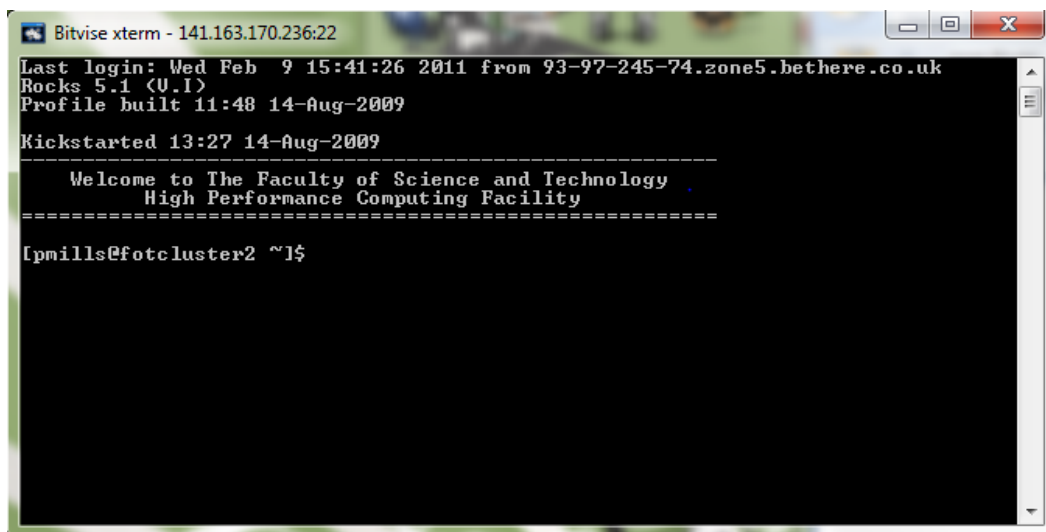 Bitvise xterm - 141.163.170.236:22
Last login: Wed Feb  9 15:41:26 2011 from 93-97-245-74.zone5.bethere.co.uk
Rocks 5.1 (V.I)
Profile built 11:48 14-Aug-2009
Kickstarted 13:27 14-Aug-2009
Welcome to The Faculty of Science and Technology
High Performance Computing Facility
[pmills@fotcluster2 ~]$